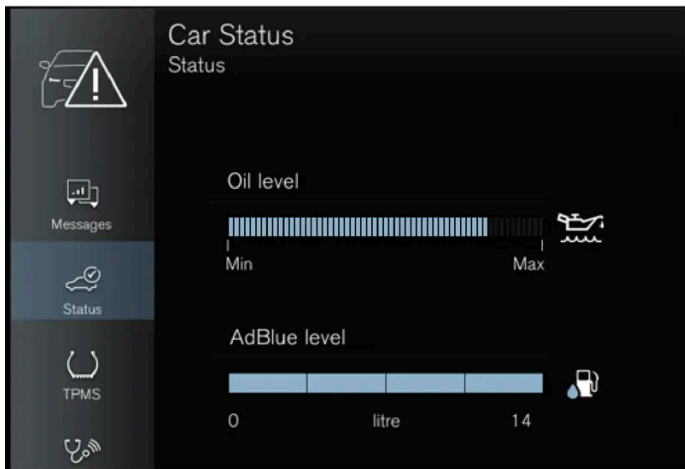 Car Status
Status
Messages
Status
TPMS
Oil level
Min Max
AdBlue level
0 litre 14